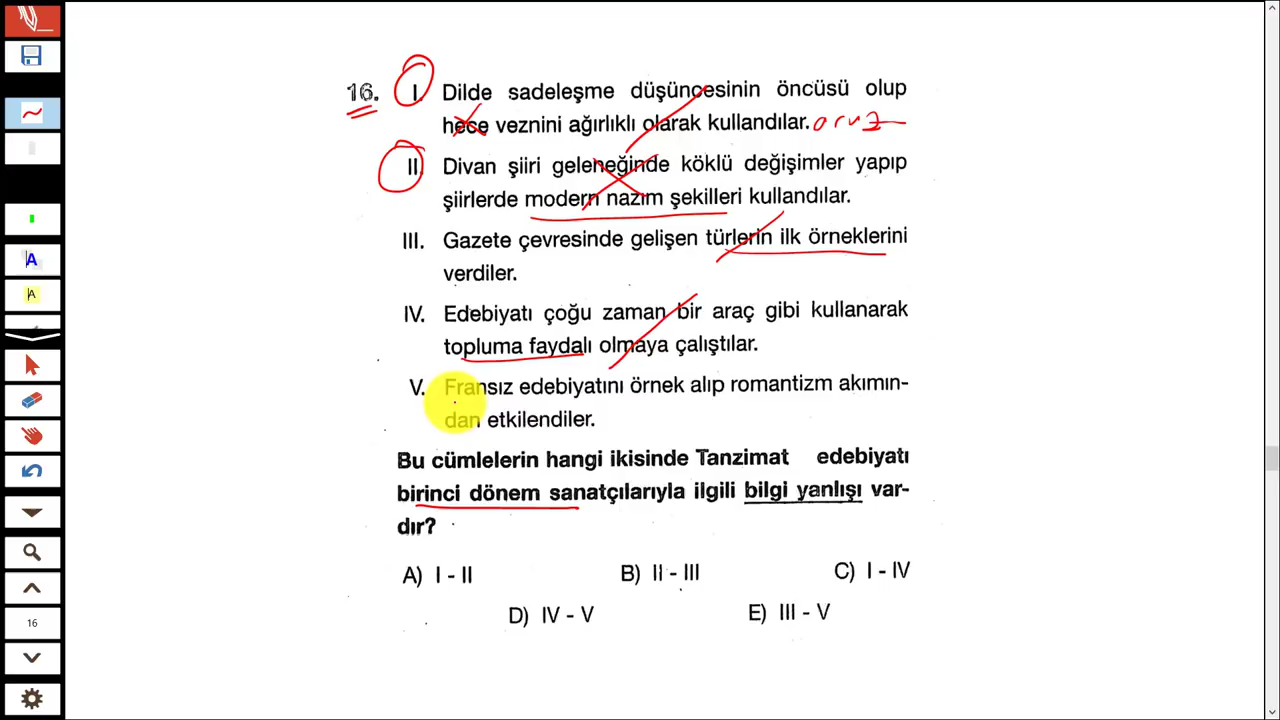 16. I. Dilde sadeleşme düşüncesinin öncüsü olup
hece veznini ağırlıklı olarak kullandılar. aruz
II. Divan şiiri geleneğinde köklü değişimler yapıp
şiirlerde modern nazım şekilleri kullandılar.
III. Gazete çevresinde gelişen türlerin ilk örneklerini
verdiler.
IV. Edebiyatı çoğu zaman bir araç gibi kullanarak
topluma faydalı olmaya çalıştılar.
V. Fransız edebiyatını örnek alıp romantizm akımın-
dan etkilendiler.
Bu cümlelerin hangi ikisinde Tanzimat edebiyatı
birinci dönem sanatçılarıyla ilgili bilgi yanlışı var-
dır?
A) I - II B) II - III C) I - IV
D) IV - V E) III - V
A
A
16